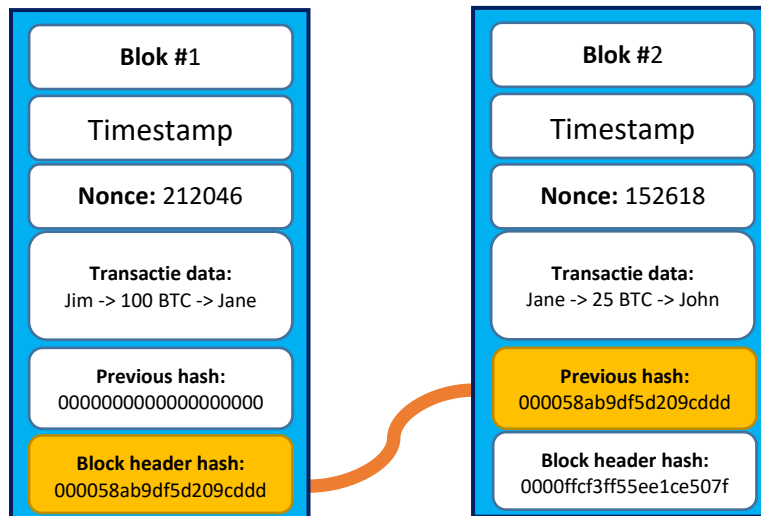 Blok #1
Timestamp
Nonce: 212046
Transactie data:
Jim -> 100 BTC -> Jane
Previous hash:
00000000000000000000
Block header hash:
000058ab9df5d209cddd
Blok #2
Timestamp
Nonce: 152618
Transactie data:
Jane -> 25 BTC -> John
Previous hash:
000058ab9df5d209cddd
Block header hash:
0000ffcf3ff55ee1ce507f